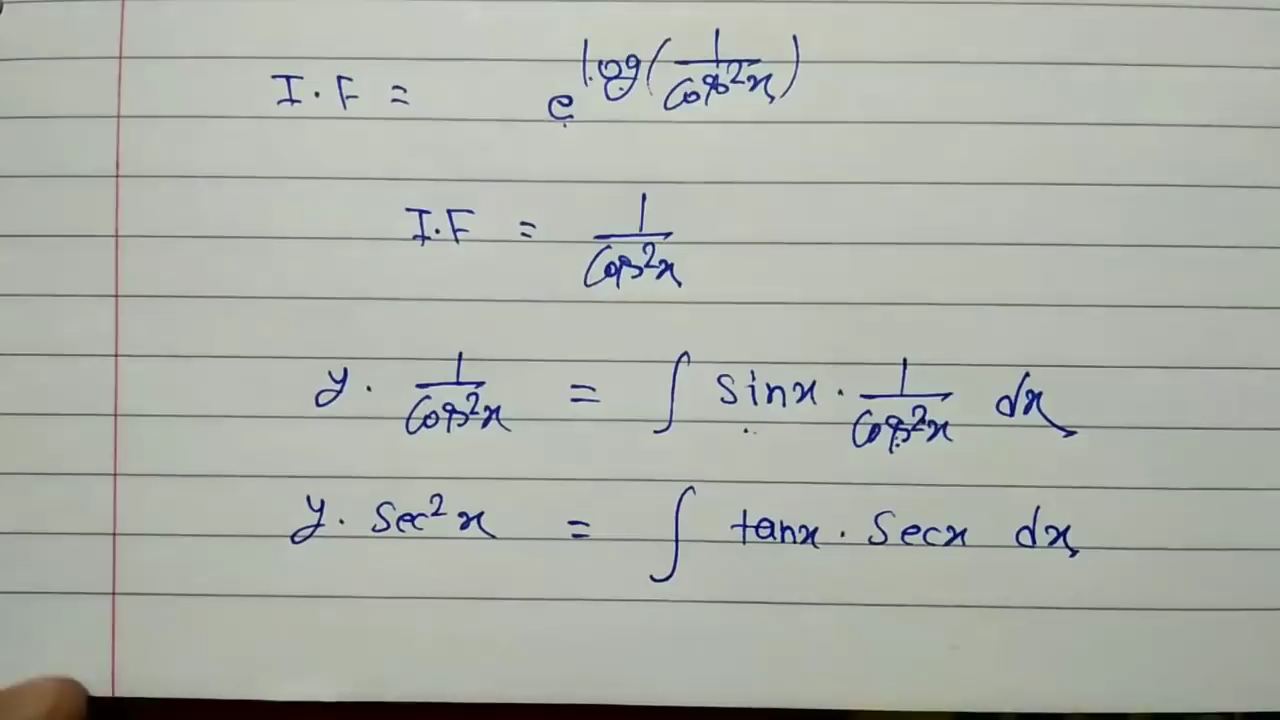 I.F = e^log(1/cos²x)
I.F = 1/cos²x
y. 1/cos²x = ∫ sinx . 1/cos²x dx
y. sec²x = ∫ tanx . secx dx